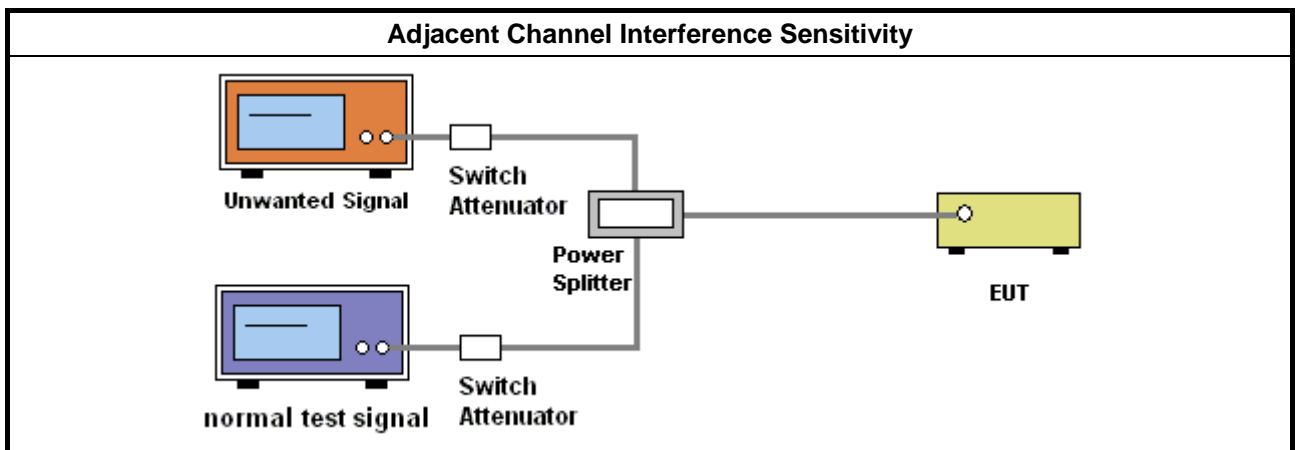 Adjacent Channel Interference Sensitivity
Unwanted Signal
Switch
Attenuator
Power
Splitter
EUT
normal test signal
Switch
Attenuator